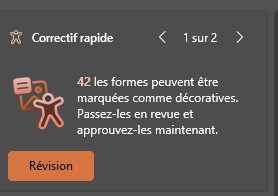 Correctif rapide
1 sur 2
42 les formes peuvent être
marquées comme décoratives.
Passez-les en revue et
approuvez-les maintenant.
Révision